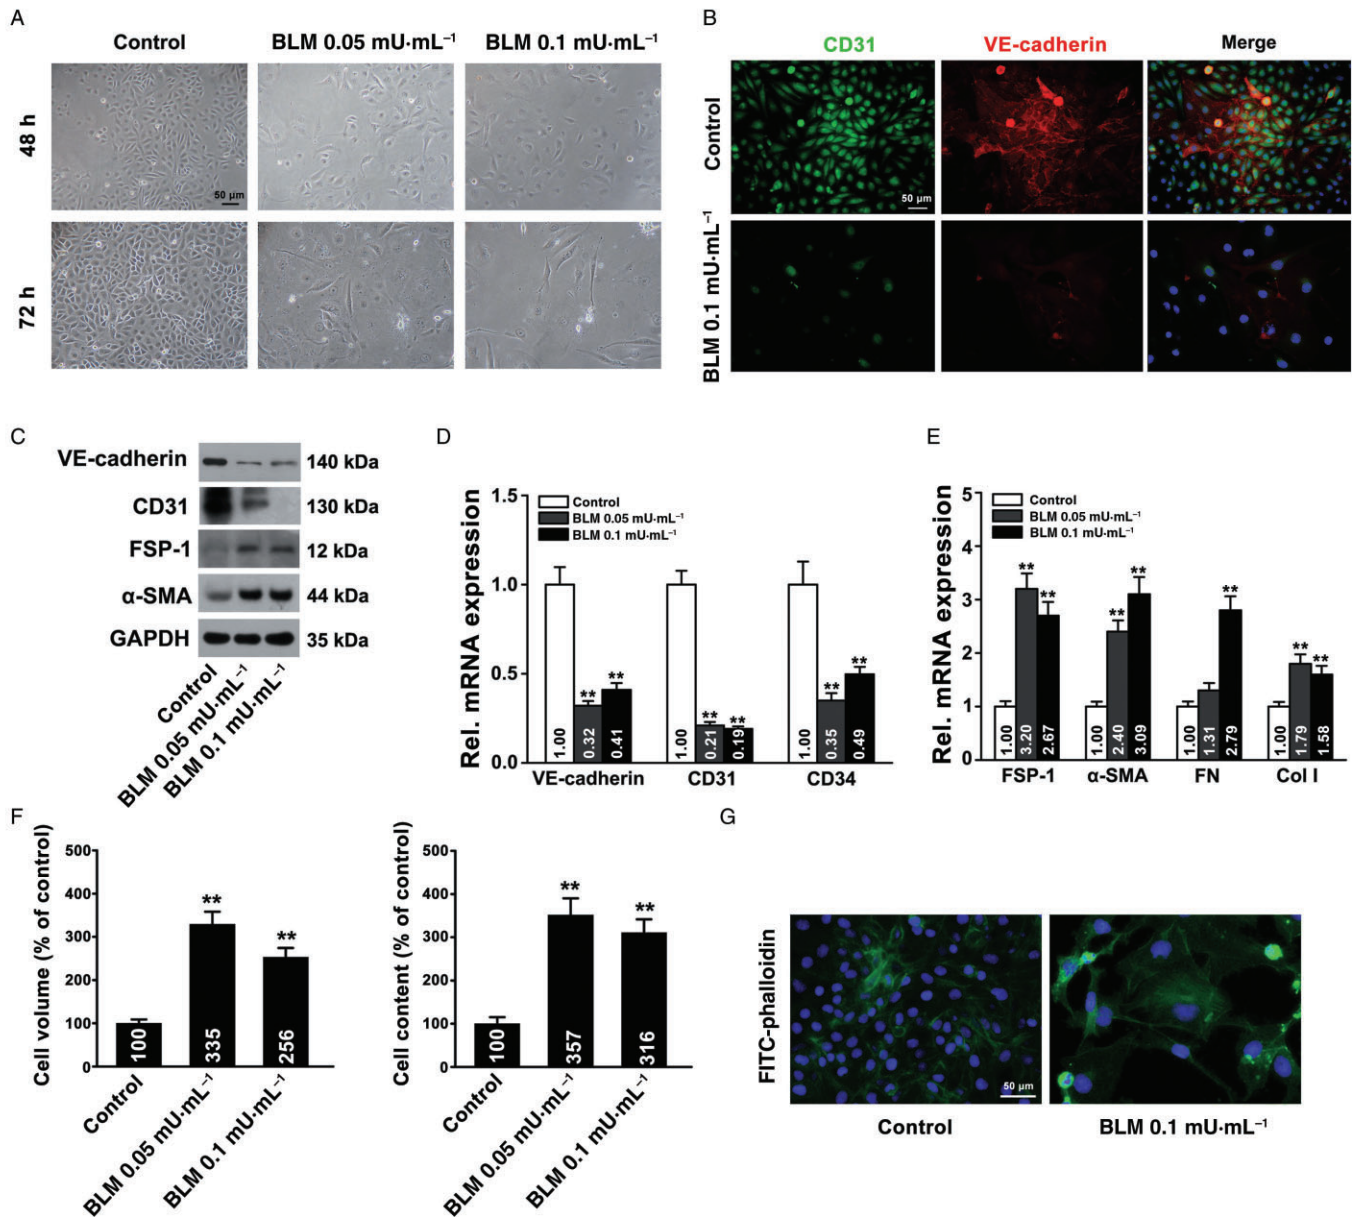 A
Control
BLM 0.05 mU·mL⁻¹
BLM 0.1 mU·mL⁻¹
48 h
50 µm
72 h
B
CD31
VE-cadherin
Merge
Control
50 µm
BLM 0.1 mU·mL⁻¹
C
VE-cadherin
140 kDa
CD31
130 kDa
FSP-1
12 kDa
α-SMA
44 kDa
GAPDH
35 kDa
Control
BLM 0.05 mU·mL⁻¹
BLM 0.1 mU·mL⁻¹
D
Rel. mRNA expression
1.5
1.0
0.5
0.0
Control
BLM 0.05 mU·mL⁻¹
BLM 0.1 mU·mL⁻¹
** ** ** ** ** **
1.00 0.32 0.41 1.00 0.21 0.19 1.00 0.35 0.49
VE-cadherin CD31 CD34
E
Rel. mRNA expression
5
4
3
2
1
0
Control
BLM 0.05 mU·mL⁻¹
BLM 0.1 mU·mL⁻¹
** ** ** ** ** ** **
1.00 3.20 2.67 1.00 2.40 3.09 1.00 1.31 2.79 1.00 1.79 1.58
FSP-1 α-SMA FN Col I
F
Cell volume (% of control)
500
400
300
200
100
0
** **
100 335 256
Control
BLM 0.05 mU·mL⁻¹
BLM 0.1 mU·mL⁻¹
Cell content (% of control)
500
400
300
200
100
0
** **
100 357 316
Control
BLM 0.05 mU·mL⁻¹
BLM 0.1 mU·mL⁻¹
G
FITC-phalloidin
50 µm
Control
BLM 0.1 mU·mL⁻¹